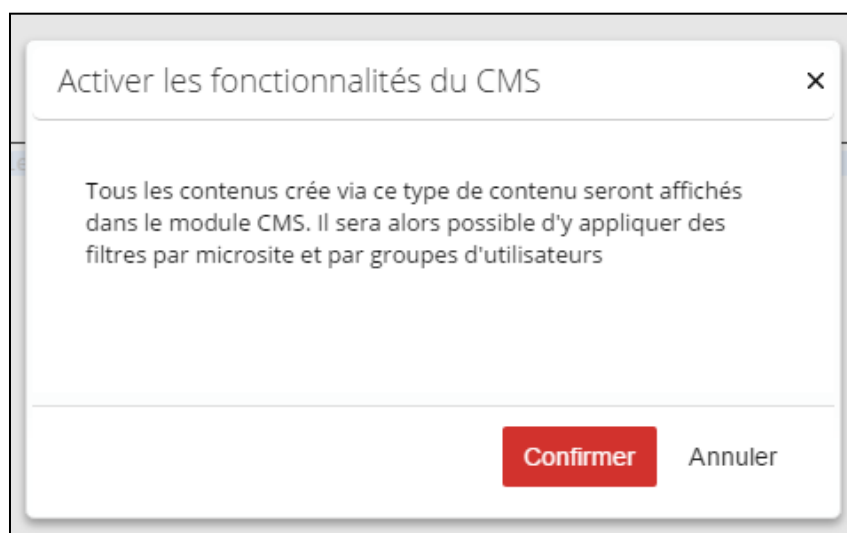 Activer les fonctionnalités du CMS
Tous les contenus crée via ce type de contenu seront affichés
dans le module CMS. Il sera alors possible d'y appliquer des
filtres par microsite et par groupes d'utilisateurs
Confirmer Annuler